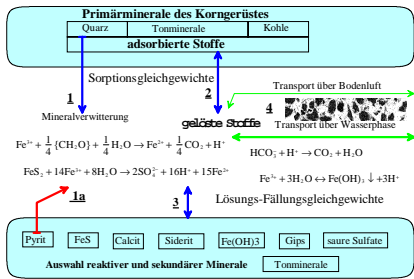 Primärminerale des Korngerüstes
Quarz Tonminerale Kohle
adsorbierte Stoffe
Sorptionsgleichgewichte
1 2
Transport über Bodenluft
4
Mineralverwitterung
gelöste Stoffe
Transport über Wasserphase
Fe³⁺ + 1/4 {CH₂O} + 1/4 H₂O → Fe²⁺ + 1/4 CO₂ + H⁺
HCO₃⁻ + H⁺ → CO₂ + H₂O
FeS₂ + 14Fe³⁺ + 8H₂O → 2SO₄²⁻ + 16H⁺ + 15Fe²⁺
Fe³⁺ + 3H₂O ↔ Fe(OH)₃ ↓ +3H⁺
1a 3 Lösungs-Fällungsgleichgewichte
Pyrit FeS Calcit Siderit Fe(OH)3 Gips saure Sulfate
Auswahl reaktiver und sekundärer Minerale Tonminerale